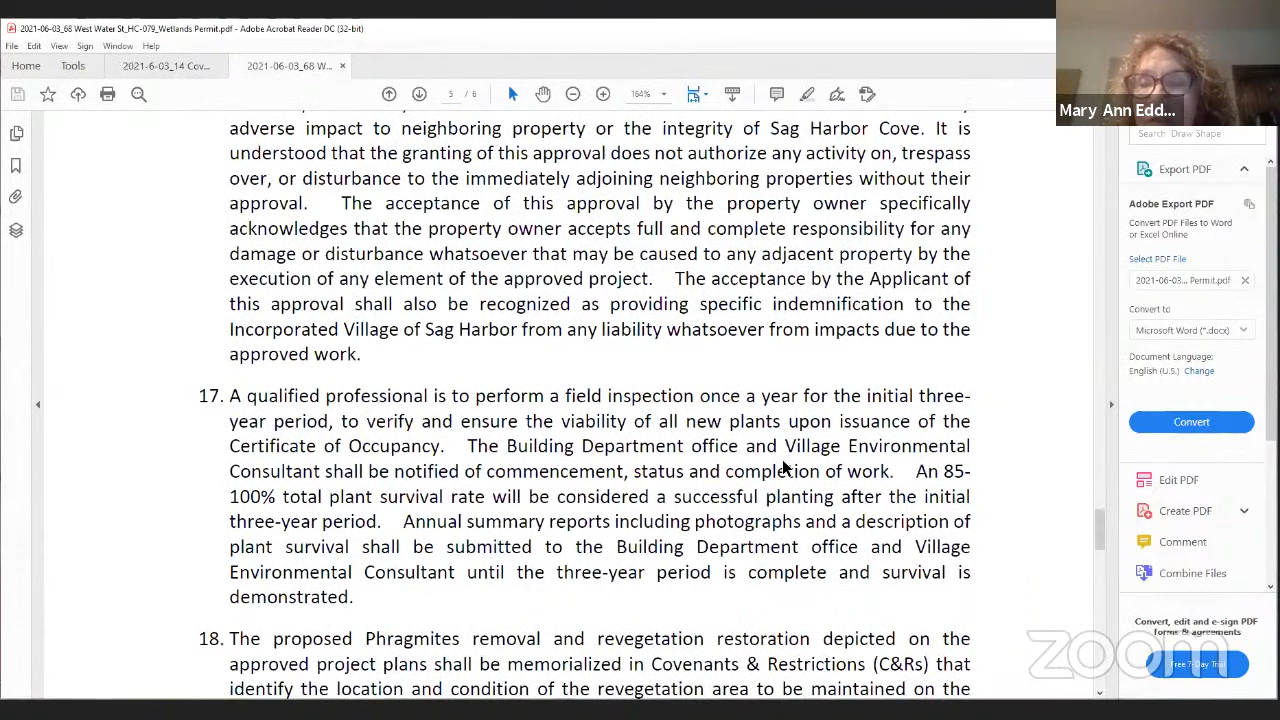 2021-06-03_68 West Water St_HC-079_Wetlands Permit.pdf - Adobe Acrobat Reader DC (32-bit)
File Edit View Sign Window Help
Home Tools 2021-6-03_14 Cov... 2021-06-03_68 W... ×
5 / 6 164%
adverse impact to neighboring property or the integrity of Sag Harbor Cove. It is
understood that the granting of this approval does not authorize any activity on, trespass
over, or disturbance to the immediately adjoining neighboring properties without their
approval. The acceptance of this approval by the property owner specifically
acknowledges that the property owner accepts full and complete responsibility for any
damage or disturbance whatsoever that may be caused to any adjacent property by the
execution of any element of the approved project. The acceptance by the Applicant of
this approval shall also be recognized as providing specific indemnification to the
Incorporated Village of Sag Harbor from any liability whatsoever from impacts due to the
approved work.
17. A qualified professional is to perform a field inspection once a year for the initial three-
year period, to verify and ensure the viability of all new plants upon issuance of the
Certificate of Occupancy. The Building Department office and Village Environmental
Consultant shall be notified of commencement, status and completion of work. An 85-
100% total plant survival rate will be considered a successful planting after the initial
three-year period. Annual summary reports including photographs and a description of
plant survival shall be submitted to the Building Department office and Village
Environmental Consultant until the three-year period is complete and survival is
demonstrated.
18. The proposed Phragmites removal and revegetation restoration depicted on the
approved project plans shall be memorialized in Covenants & Restrictions (C&Rs) that
identify the location and condition of the revegetation area to be maintained on the
Mary Ann Edd...
Search 'Draw Shape'
Export PDF
Adobe Export PDF
Convert PDF Files to Word
or Excel Online
Select PDF File
2021-06-03... Permit.pdf ×
Convert to
Microsoft Word (*.docx)
Document Language:
English (U.S.) Change
Convert
Edit PDF
Create PDF
Comment
Combine Files
Convert, edit and e-sign PDF
forms & agreements
Free 7-Day Trial
zoom